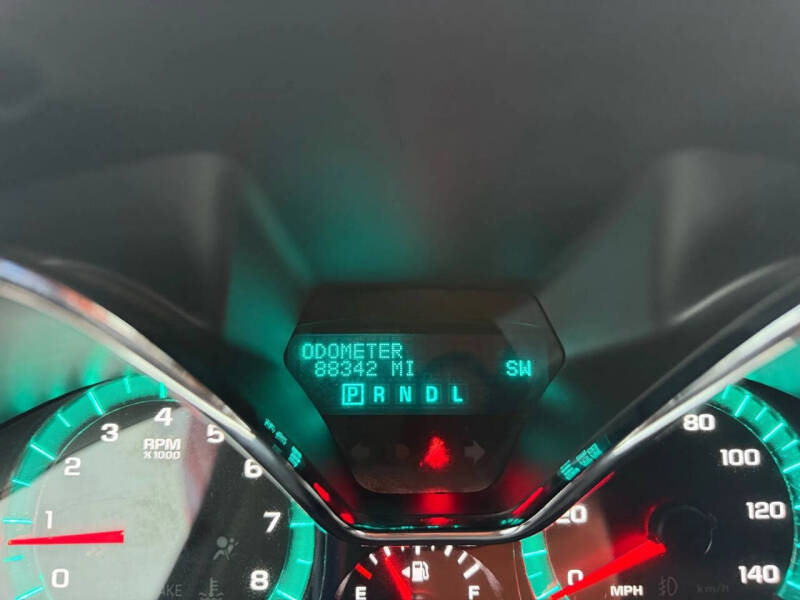 ODOMETER
88342 MI SW
P R N D L
0 1 2 3 4 5 6 7 8
RPM
X1000
E F
0 20 80 100 120 140
MPH
km/h